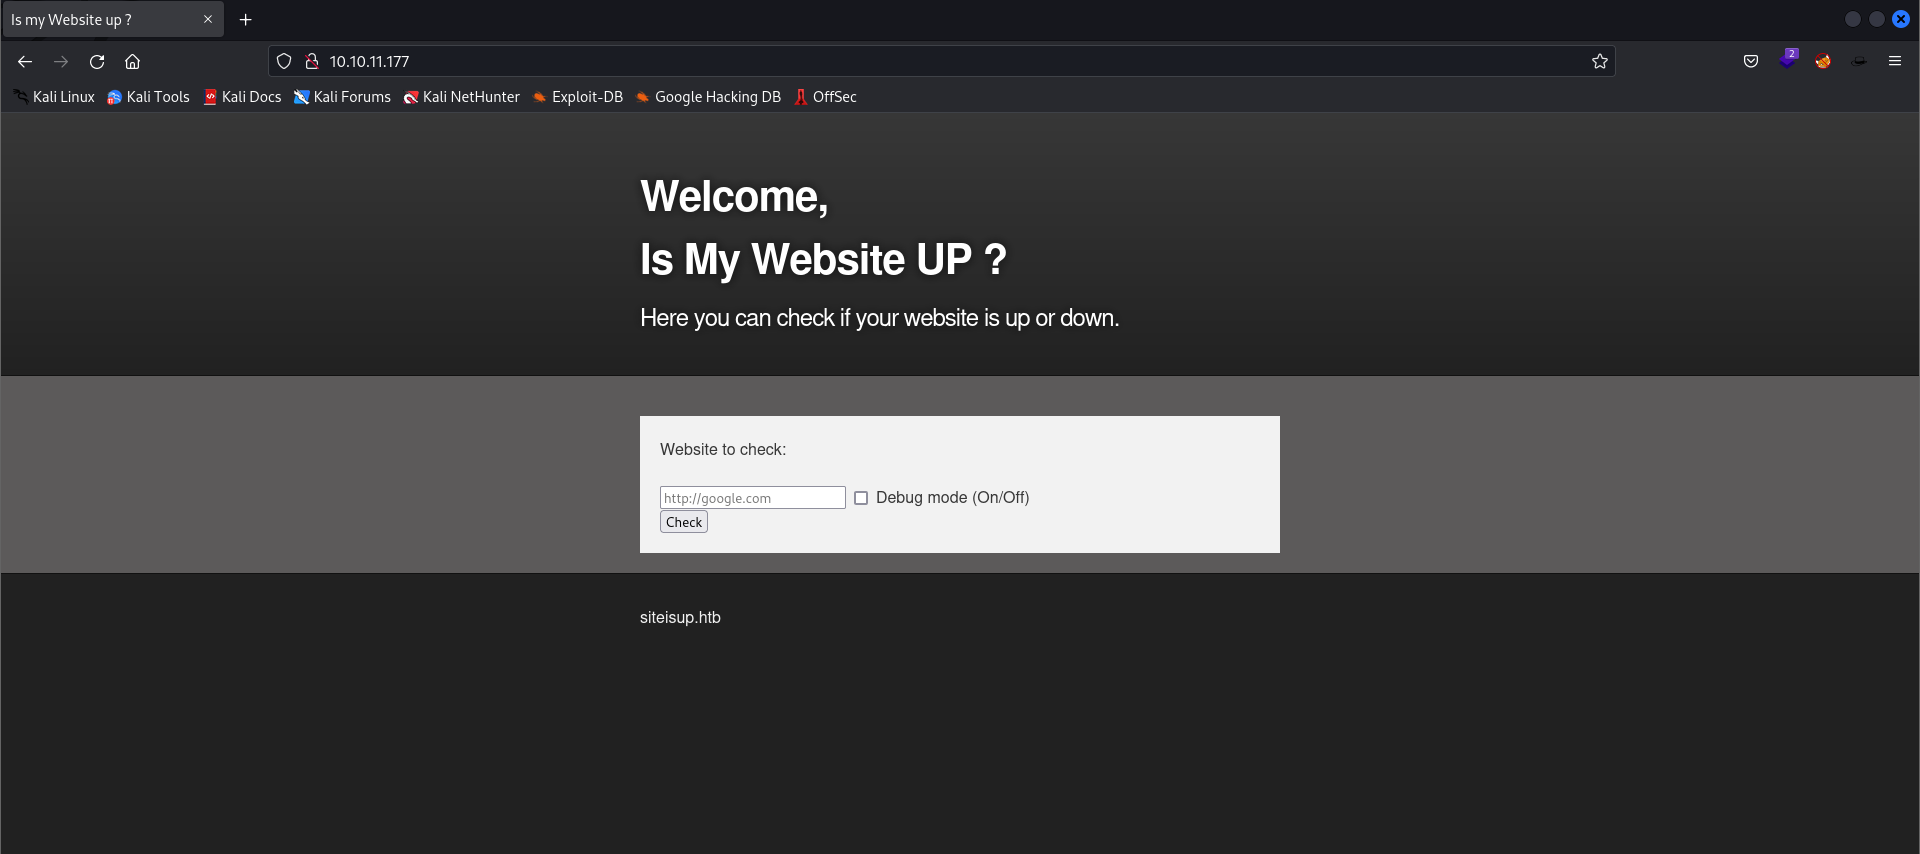 Is my Website up ?
10.10.11.177
2
Kali Linux Kali Tools Kali Docs Kali Forums Kali NetHunter Exploit-DB Google Hacking DB OffSec
Welcome,
Is My Website UP ?
Here you can check if your website is up or down.
Website to check:
http://google.com Debug mode (On/Off)
Check
siteisup.htb